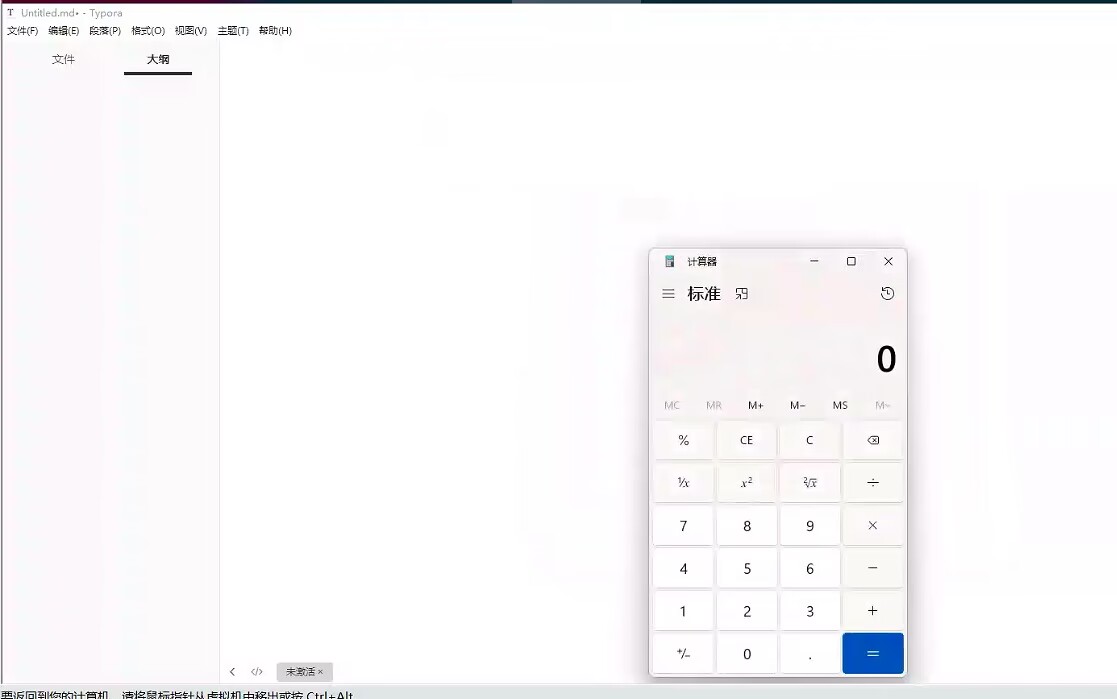 Untitled.md• - Typora
文件(F) 编辑(E) 段落(P) 格式(O) 视图(V) 主题(T) 帮助(H)
文件 大纲
计算器
标准
0
MC MR M+ M− MS M~
% CE C
⅟x x² ²√x ÷
7 8 9 ×
4 5 6 −
1 2 3 +
+/− 0 . =
</> 未激活 ×
要返回到您的计算机，请将鼠标指针从虚拟机中移出或按 Ctrl+Alt